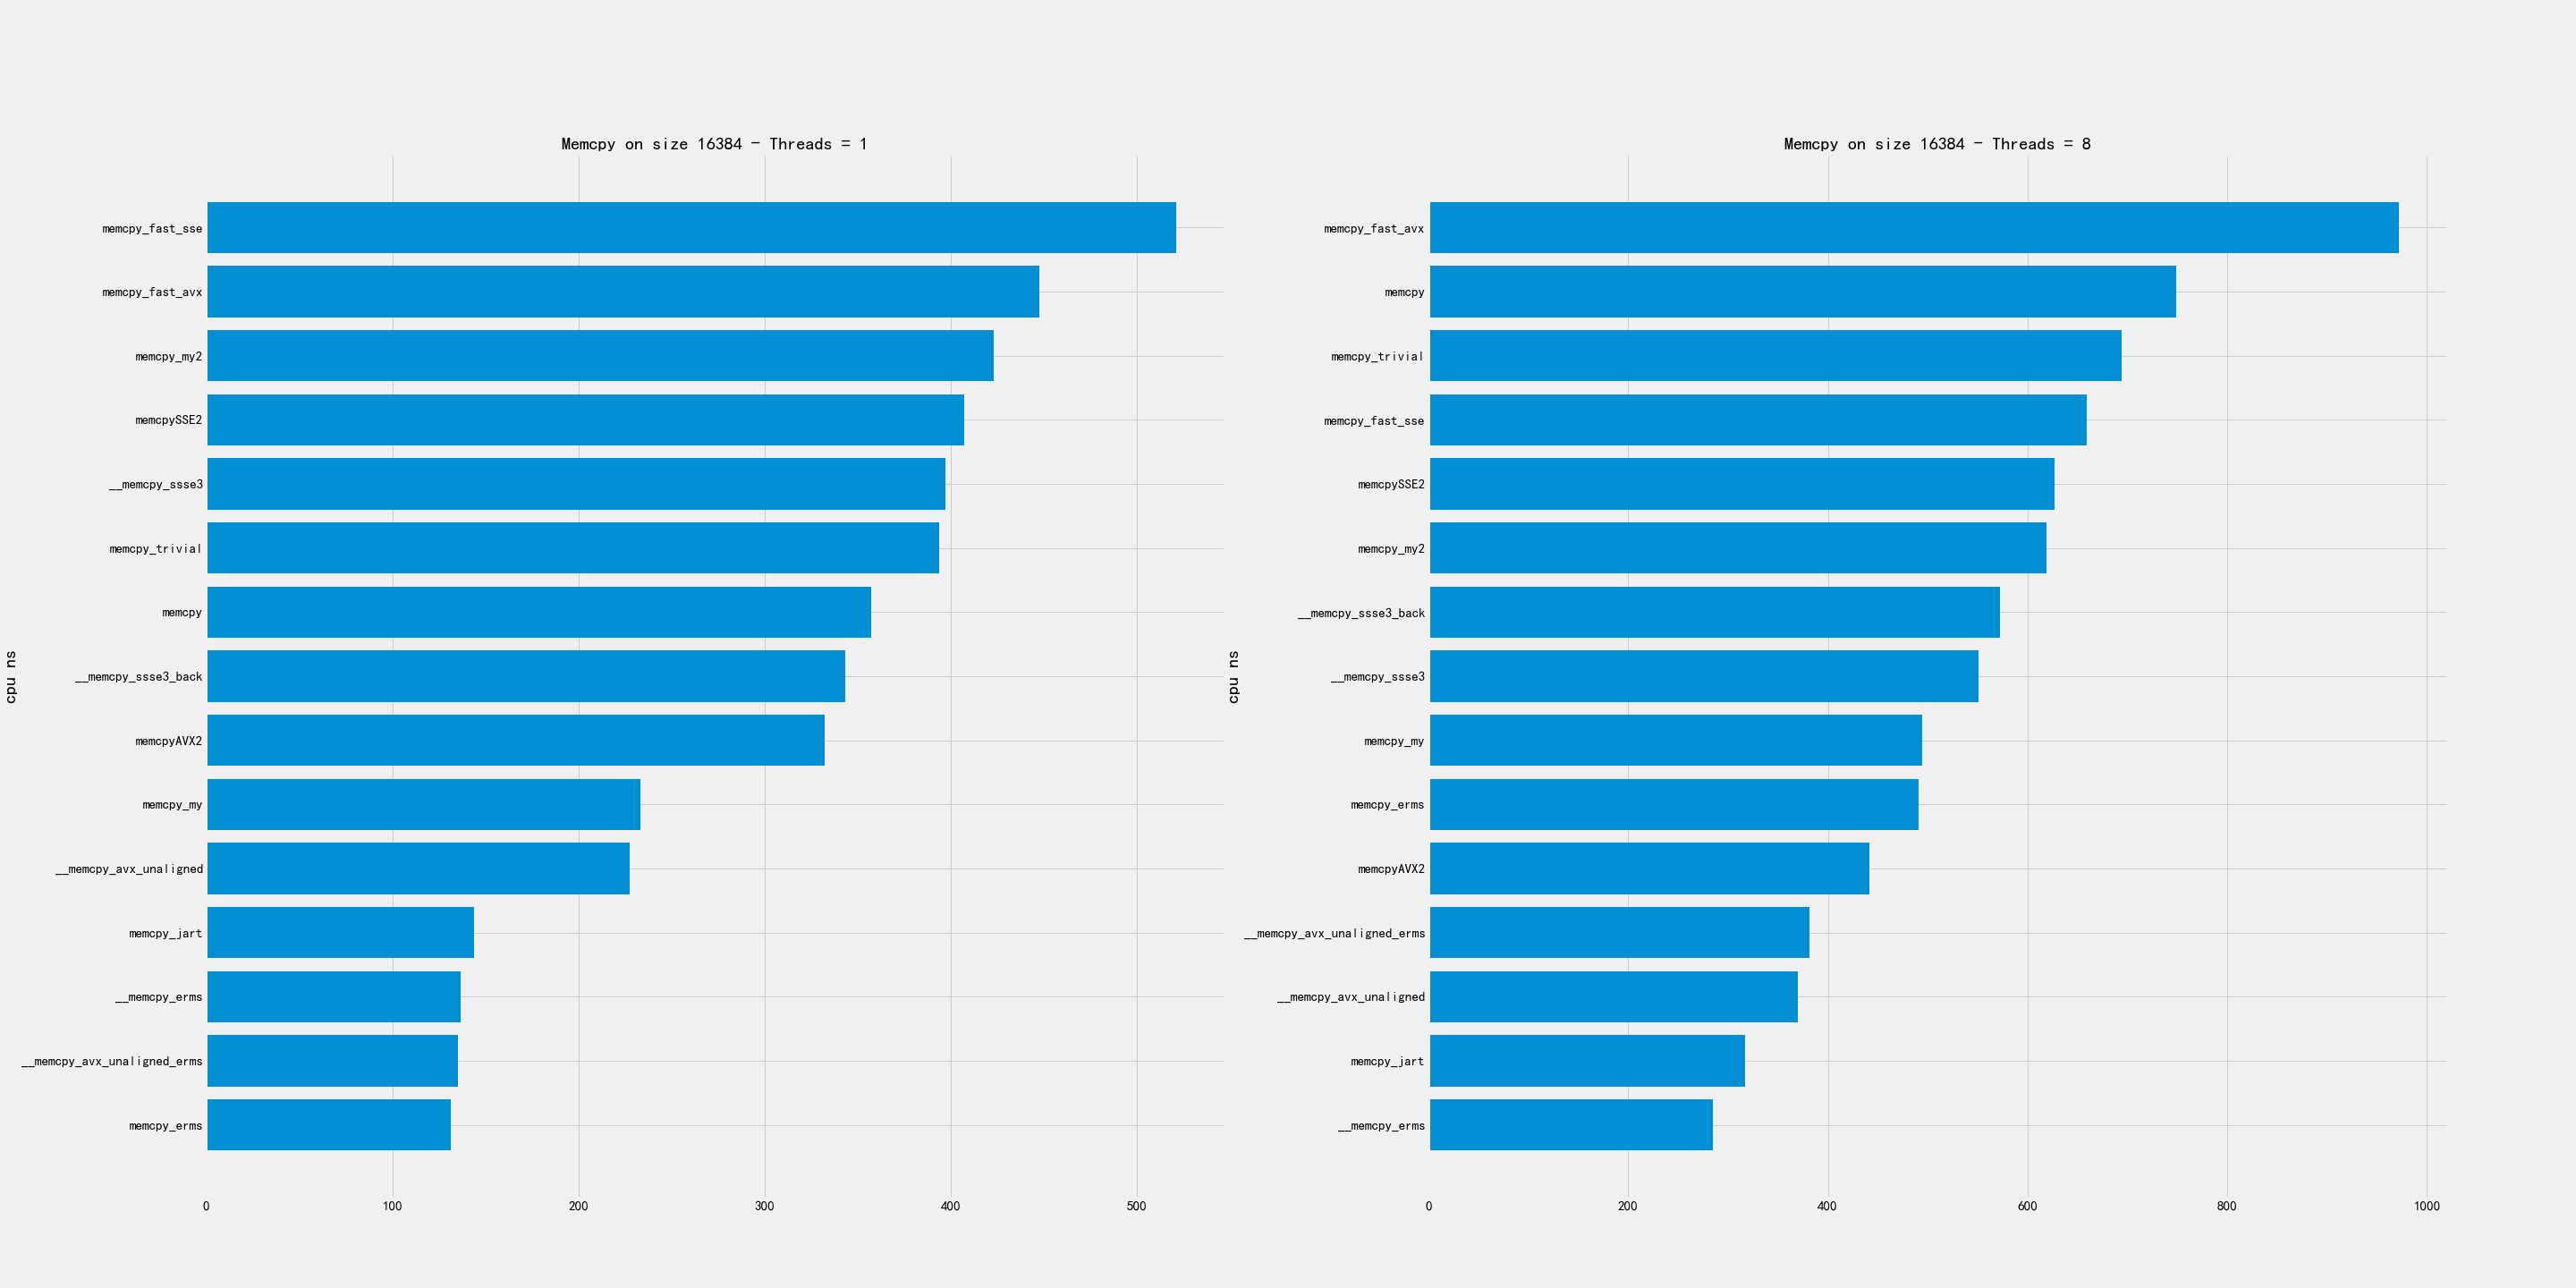 Memcpy on size 16384 - Threads = 1
memcpy_fast_sse
memcpy_fast_avx
memcpy_my2
memcpySSE2
__memcpy_ssse3
memcpy_trivial
memcpy
__memcpy_ssse3_back
memcpyAVX2
memcpy_my
__memcpy_avx_unaligned
memcpy_jart
__memcpy_erms
__memcpy_avx_unaligned_erms
memcpy_erms
cpu ns
0 100 200 300 400 500
Memcpy on size 16384 - Threads = 8
memcpy_fast_avx
memcpy
memcpy_trivial
memcpy_fast_sse
memcpySSE2
memcpy_my2
__memcpy_ssse3_back
__memcpy_ssse3
memcpy_my
memcpy_erms
memcpyAVX2
__memcpy_avx_unaligned_erms
__memcpy_avx_unaligned
memcpy_jart
__memcpy_erms
cpu ns
0 200 400 600 800 1000